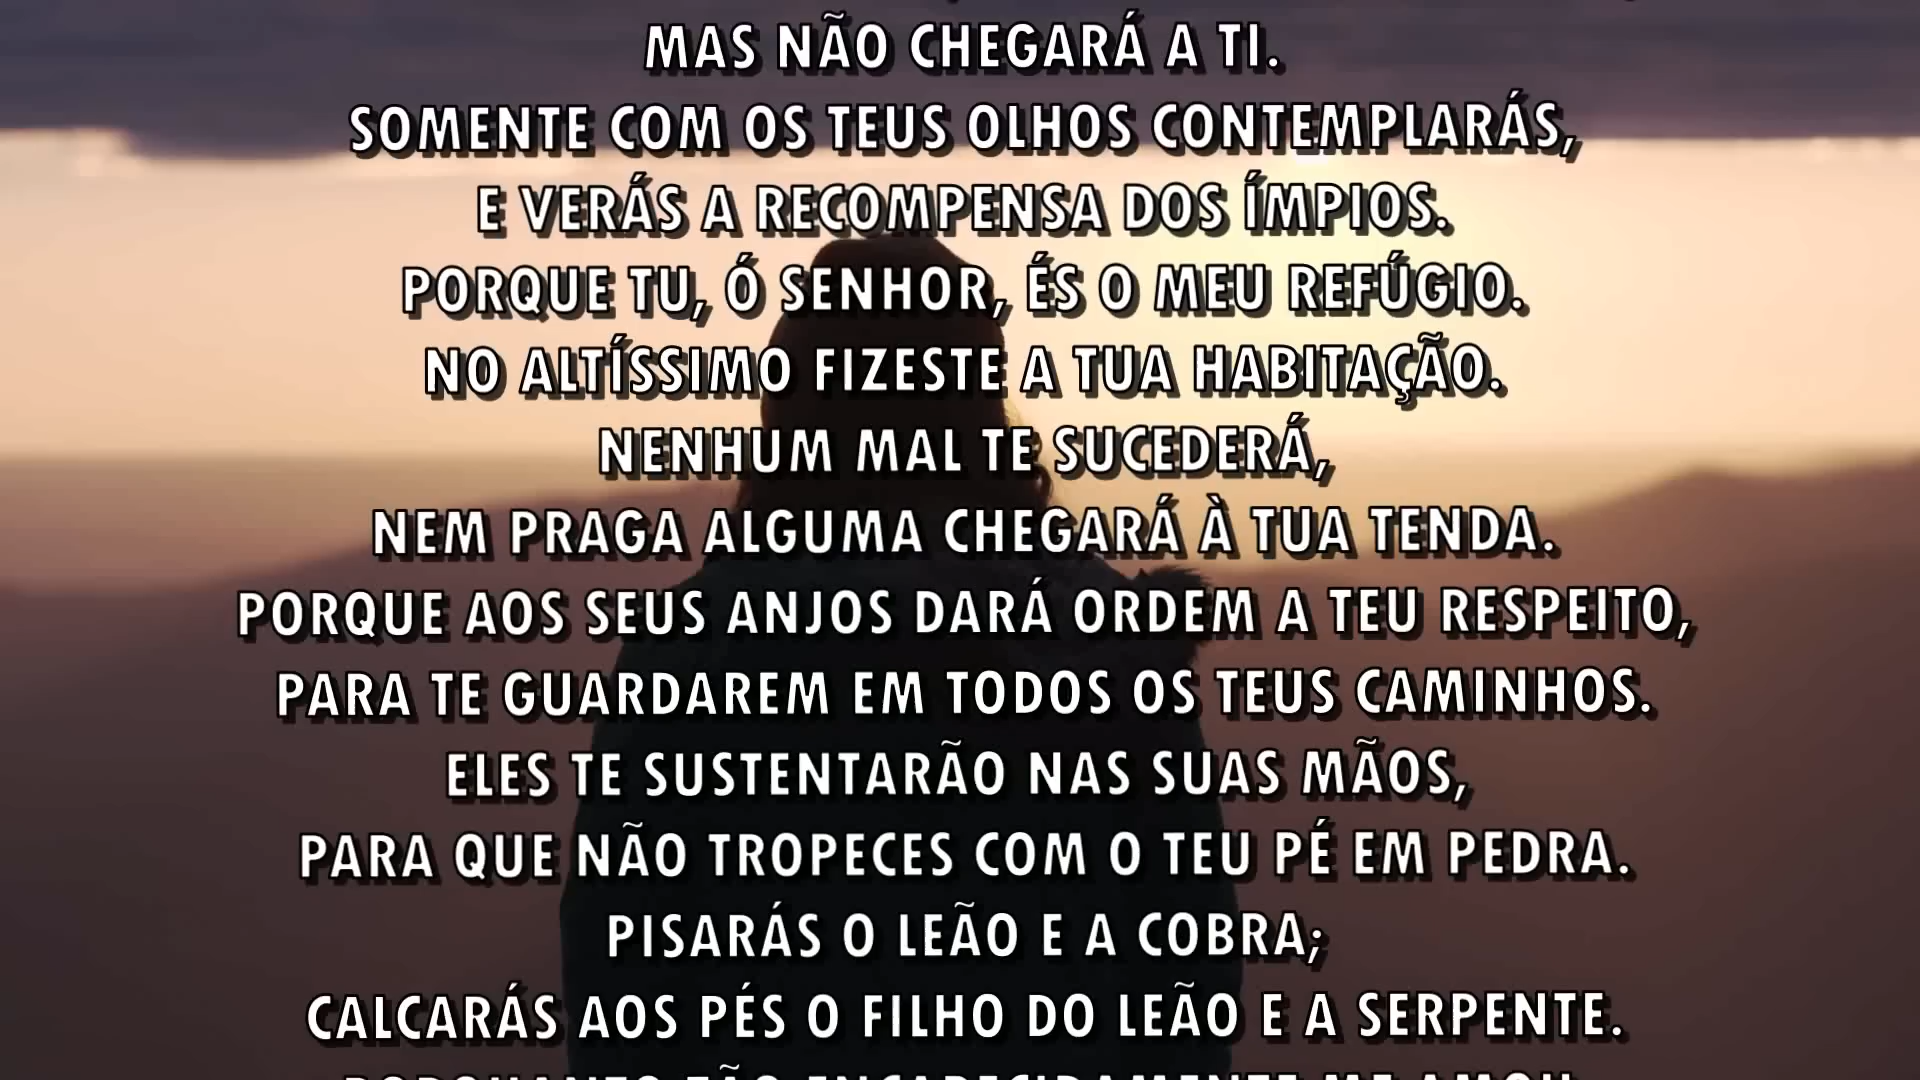 MAS NÃO CHEGARÁ A TI.
SOMENTE COM OS TEUS OLHOS CONTEMPLARÁS,
E VERÁS A RECOMPENSA DOS ÍMPIOS.
PORQUE TU, Ó SENHOR, ÉS O MEU REFÚGIO.
NO ALTÍSSIMO FIZESTE A TUA HABITAÇÃO.
NENHUM MAL TE SUCEDERÁ,
NEM PRAGA ALGUMA CHEGARÁ À TUA TENDA.
PORQUE AOS SEUS ANJOS DARÁ ORDEM A TEU RESPEITO,
PARA TE GUARDAREM EM TODOS OS TEUS CAMINHOS.
ELES TE SUSTENTARÃO NAS SUAS MÃOS,
PARA QUE NÃO TROPECES COM O TEU PÉ EM PEDRA.
PISARÁS O LEÃO E A COBRA;
CALCARÁS AOS PÉS O FILHO DO LEÃO E A SERPENTE.